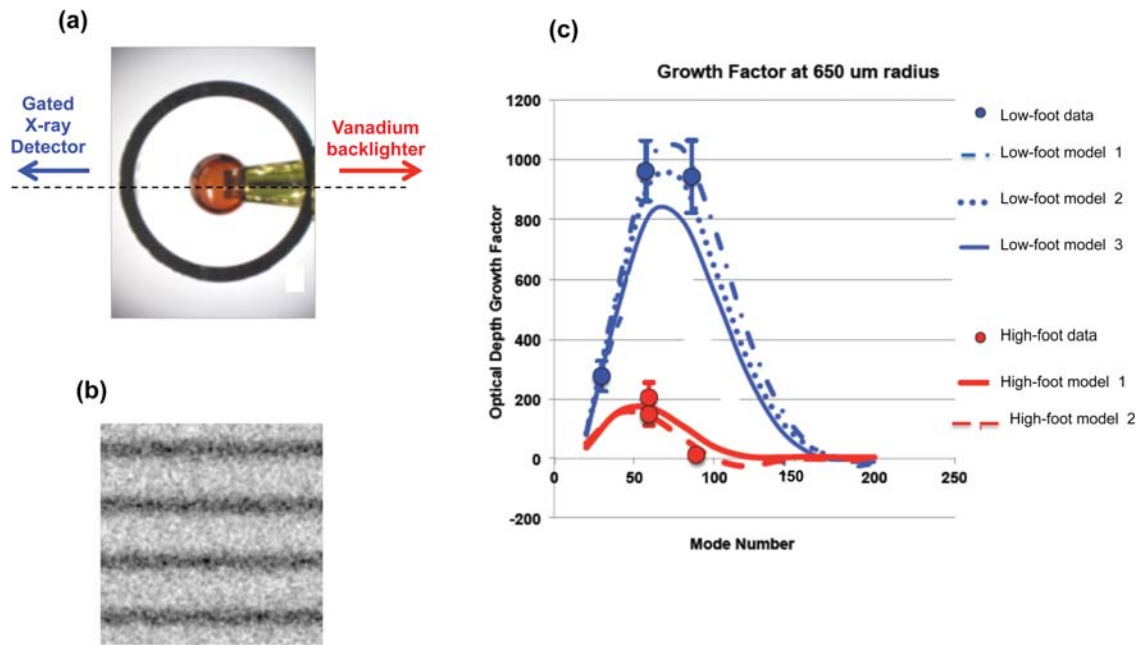 (a)
Gated
X-ray
Detector
Vanadium
backlighter
(b)
(c)
Growth Factor at 650 um radius
Optical Depth Growth Factor
1200
1000
800
600
400
200
0
-200
0
50
100
150
200
250
Mode Number
Low-foot data
Low-foot model 1
Low-foot model 2
Low-foot model 3
High-foot data
High-foot model 1
High-foot model 2